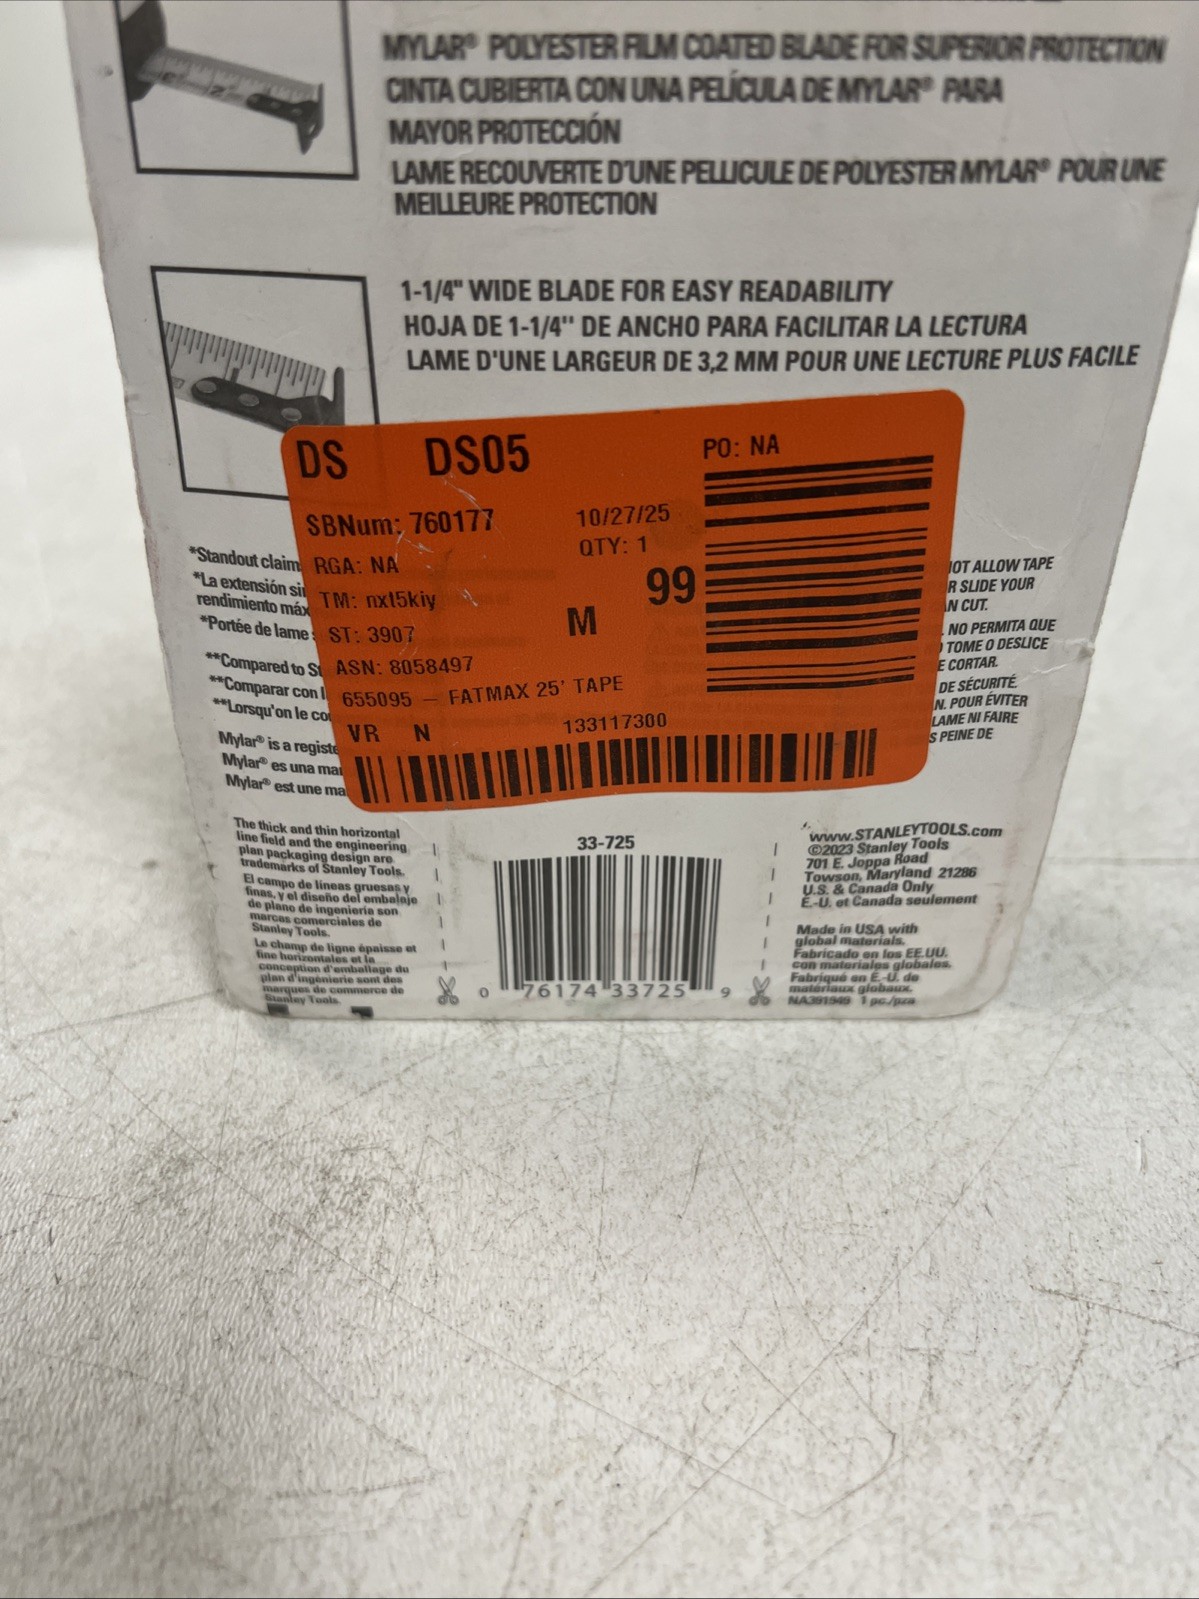 MYLAR® POLYESTER FILM COATED BLADE FOR SUPERIOR PROTECTION
CINTA CUBIERTA CON UNA PELÍCULA DE MYLAR® PARA
MAYOR PROTECCIÓN
LAME RECOUVERTE D'UNE PELLICULE DE POLYESTER MYLAR® POUR UNE
MEILLEURE PROTECTION
1-1/4" WIDE BLADE FOR EASY READABILITY
HOJA DE 1-1/4" DE ANCHO PARA FACILITAR LA LECTURA
LAME D'UNE LARGEUR DE 3,2 MM POUR UNE LECTURE PLUS FACILE
DS DS05
PO: NA
SBNum: 760177
10/27/25
RGA: NA
QTY: 1
TM: nxl5kiy
99
ST: 3907
M
ASN: 8058497
655095 – FATMAX 25' TAPE
VR N
133117300
*Standout claim
*La extensión si
rendimiento máx
*Portée de lame
**Compared to St
**Comparar con l
**Lorsqu'on le co
Mylar® is a registe
Mylar® es una mar
Mylar® est une ma
OT ALLOW TAPE
R SLIDE YOUR
N CUT.
. NO PERMITA QUE
TOME O DESLICE
E CORTAR.
DE SÉCURITÉ.
N. POUR ÉVITER
LAME NI FAIRE
S PEINE DE
The thick and thin horizontal
line field and the engineering
plan packaging design are
trademarks of Stanley Tools.
El campo de líneas gruesas y
finas, y el diseño del embalaje
de plano de ingeniería son
marcas comerciales de
Stanley Tools.
Le champ de ligne épaisse et
fine horizontales et la
conception d'emballage du
plan d'ingénierie sont des
marques de commerce de
Stanley Tools.
33-725
0 76174 33725 9
www.STANLEYTOOLS.com
©2023 Stanley Tools
701 E. Joppa Road
Towson, Maryland 21286
U.S. & Canada Only
E.-U. et Canada seulement
Made in USA with
global materials.
Fabricado en los EE.UU.
con materiales globales.
Fabriqué en É.-U. de
matériaux globaux.
NA391949 1 pc./pza